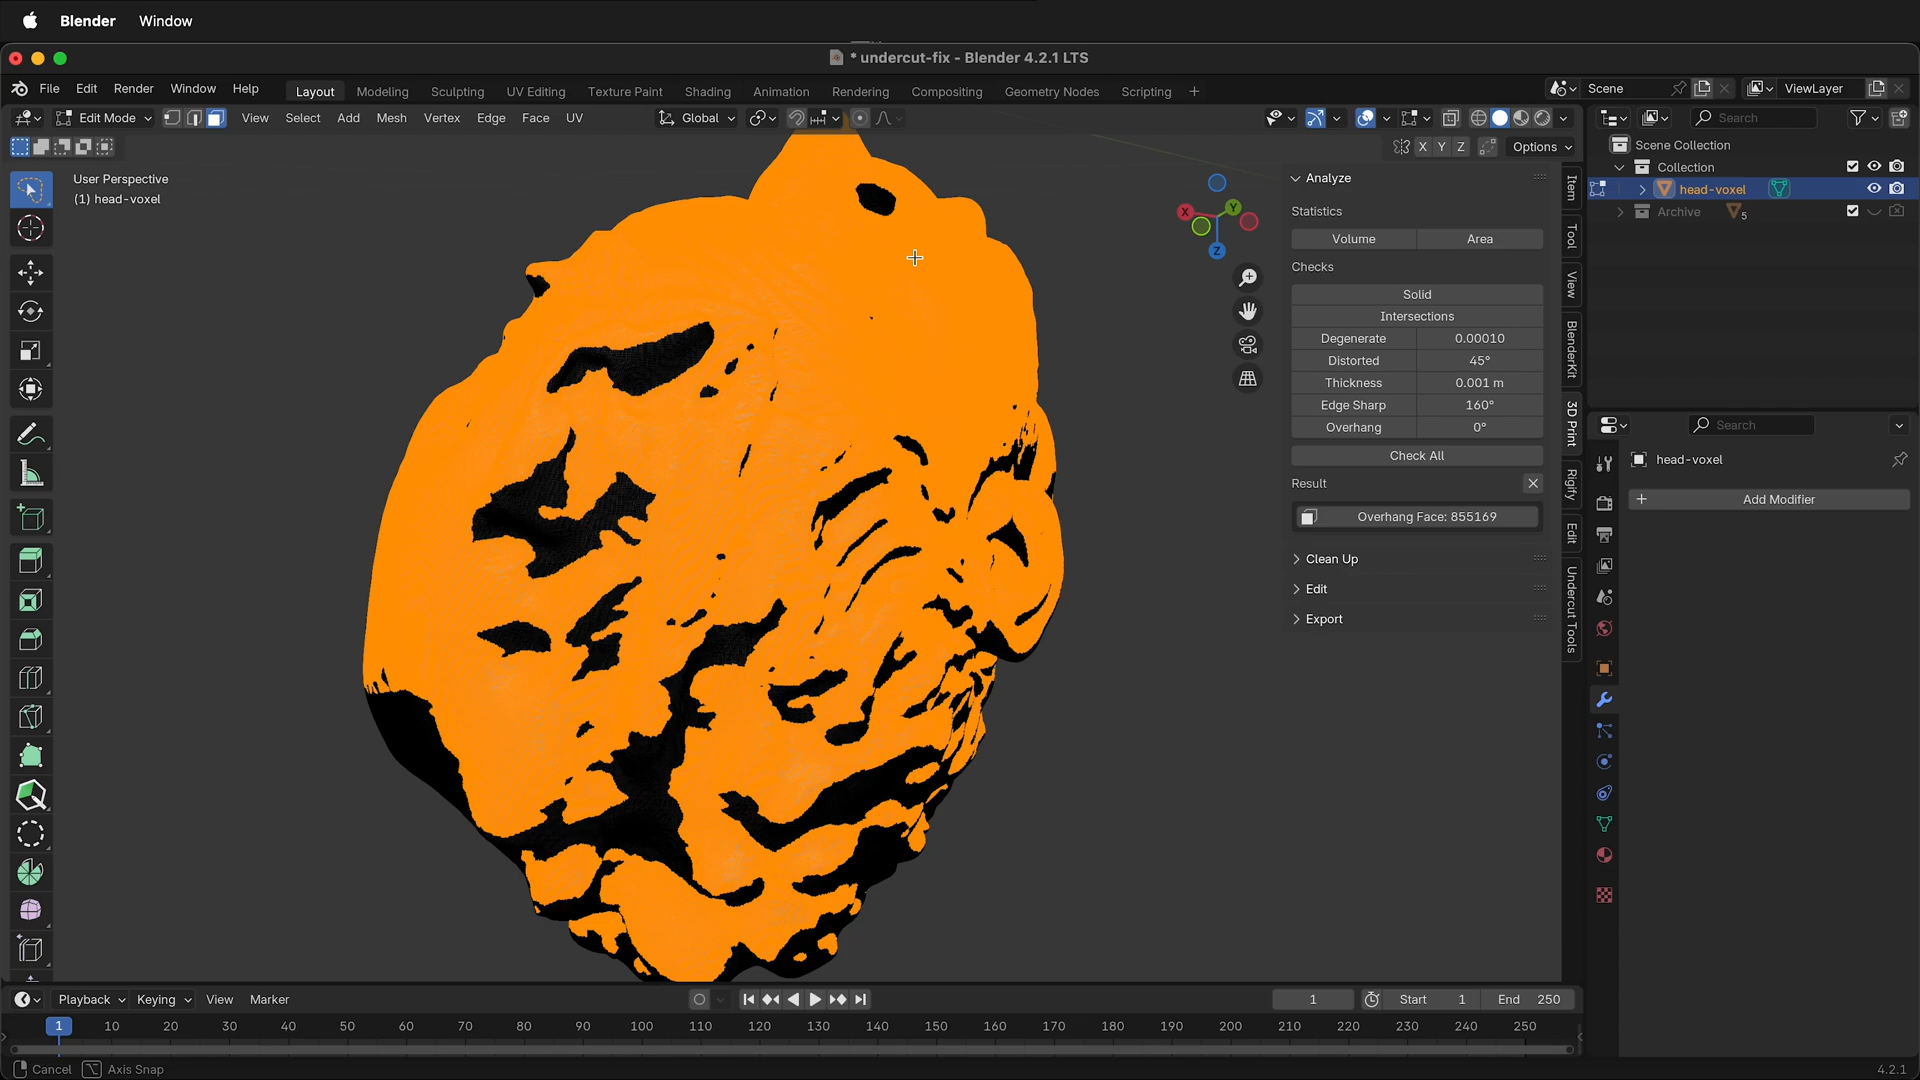 Blender Window
* undercut-fix - Blender 4.2.1 LTS
File Edit Render Window Help Layout Modeling Sculpting UV Editing Texture Paint Shading Animation Rendering Compositing Geometry Nodes Scripting + Scene ViewLayer
Edit Mode View Select Add Mesh Vertex Edge Face UV Global Search
X Y Z Options
Scene Collection
Collection
head-voxel
Archive 5
User Perspective
(1) head-voxel
X Y Z
Analyze
Statistics
Volume Area
Checks
Solid
Intersections
Degenerate 0.00010
Distorted 45°
Thickness 0.001 m
Edge Sharp 160°
Overhang 0°
Check All
Result
Overhang Face: 855169
Clean Up
Edit
Export
Item
Tool
View
BlenderKit
3D Print
Rigify
Edit
Undercut Tools
Search
head-voxel
+ Add Modifier
Playback Keying View Marker 1 Start 1 End 250
1 10 20 30 40 50 60 70 80 90 100 110 120 130 140 150 160 170 180 190 200 210 220 230 240 250
Cancel Axis Snap 4.2.1